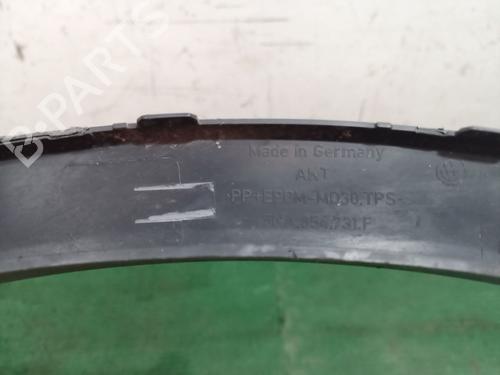 B-PARTS
Made in Germany
AKT
PP+EPDM-MD30.TPS